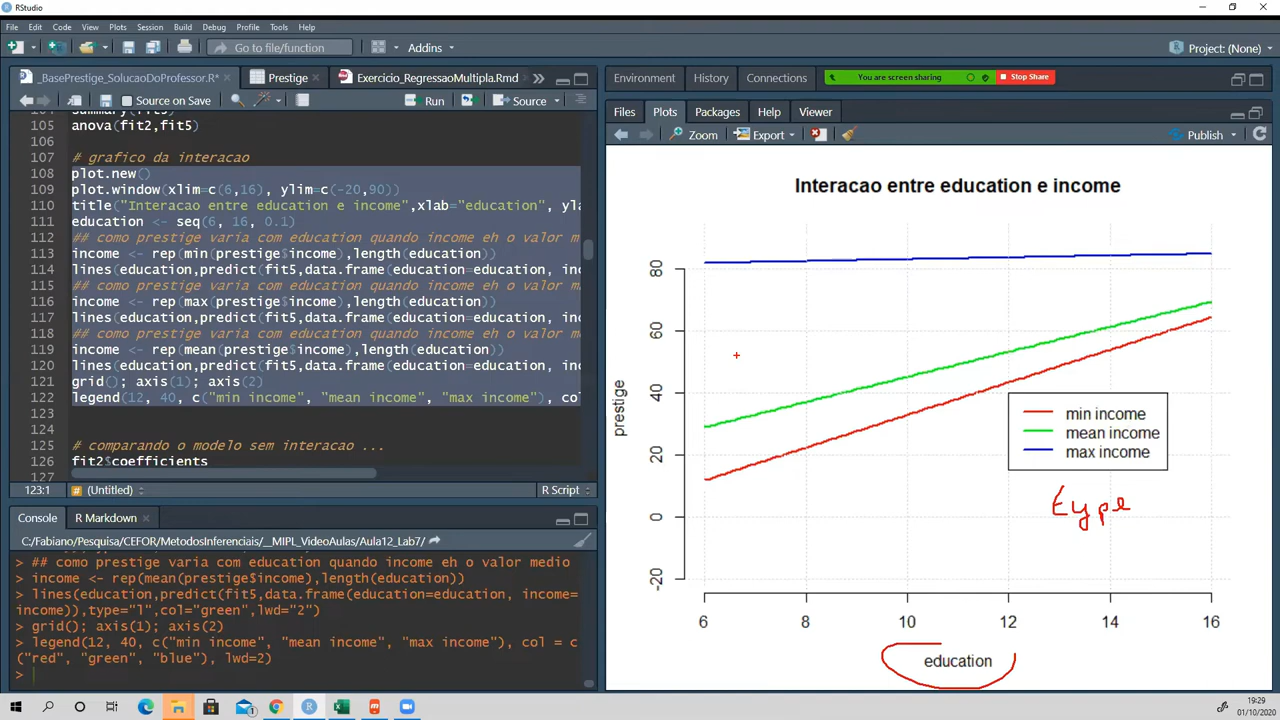 RStudio
File Edit Code View Plots Session Build Debug Profile Tools Help
Go to file/function Addins Project: (None)
_BasePrestige_SolucaoDoProfessor.R* Prestige Exercicio_RegressaoMultipla.Rmd
Source on Save Run Source
105 anova(fit2,fit5)
106
107 # grafico da interacao
108 plot.new()
109 plot.window(xlim=c(6,16), ylim=c(-20,90))
110 title("Interacao entre education e income",xlab="education", yla
111 education <- seq(6, 16, 0.1)
112 ## como prestige varia com education quando income eh o valor m
113 income <- rep(min(prestige$income),length(education))
114 lines(education,predict(fit5,data.frame(education=education, inc
115 ## como prestige varia com education quando income eh o valor m
116 income <- rep(max(prestige$income),length(education))
117 lines(education,predict(fit5,data.frame(education=education, inc
118 ## como prestige varia com education quando income eh o valor m
119 income <- rep(mean(prestige$income),length(education))
120 lines(education,predict(fit5,data.frame(education=education, inc
121 grid(); axis(1); axis(2)
122 legend(12, 40, c("min income", "mean income", "max income"), col
123
124
125 # comparando o modelo sem interacao ...
126 fit2$coefficients
127
123:1 # (Untitled) R Script
Console R Markdown
C:/Fabiano/Pesquisa/CEFOR/MetodosInferenciais/__MIPL_VideoAulas/Aula12_Lab7/
> ## como prestige varia com education quando income eh o valor medio
> income <- rep(mean(prestige$income),length(education))
> lines(education,predict(fit5,data.frame(education=education, income=
income)),type="l",col="green",lwd="2")
> grid(); axis(1); axis(2)
> legend(12, 40, c("min income", "mean income", "max income"), col = c
("red", "green", "blue"), lwd=2)
>
Environment History Connections You are screen sharing Stop Share
Files Plots Packages Help Viewer
Zoom Export Publish
Interacao entre education e income
prestige
80
60
40
20
0
-20
min income
mean income
max income
6 8 10 12 14 16
education
19:29
01/10/2020